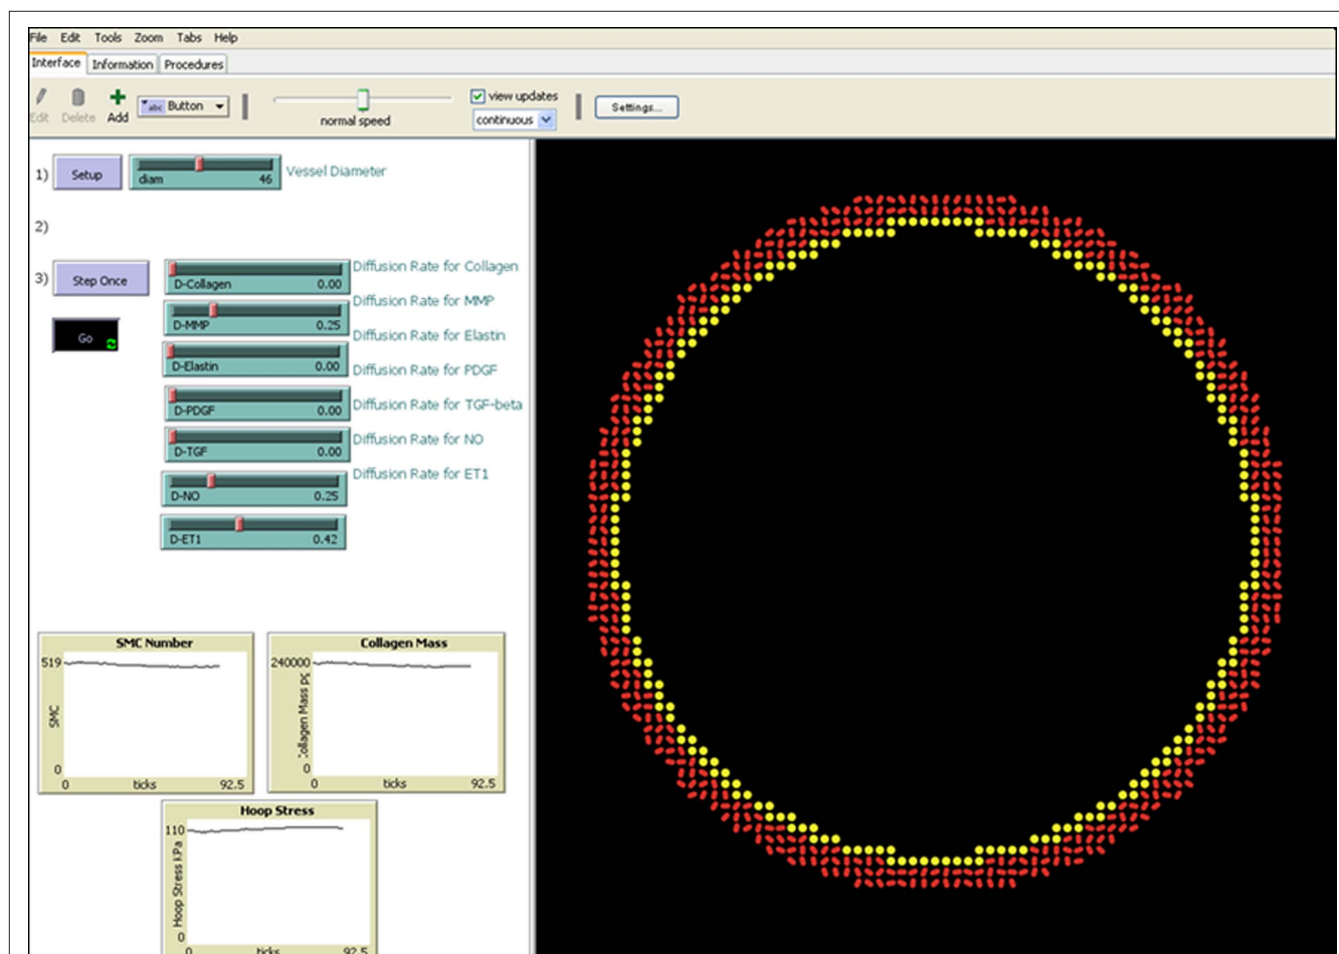 File Edit Tools Zoom Tabs Help
Interface Information Procedures
Edit Delete Add abc Button normal speed view updates continuous Settings...
1) Setup diam 46 Vessel Diameter
2)
3) Step Once
Go
D-Collagen 0.00 Diffusion Rate for Collagen
D-MMP 0.25 Diffusion Rate for MMP
D-Elastin 0.00 Diffusion Rate for Elastin
D-PDGF 0.00 Diffusion Rate for PDGF
D-TGF 0.00 Diffusion Rate for TGF-beta
D-NO 0.25 Diffusion Rate for NO
D-ET1 0.42 Diffusion Rate for ET1
SMC Number
519
SMC
0
0 ticks 92.5
Collagen Mass
240000
Collagen Mass pg
0
0 ticks 92.5
Hoop Stress
110
Hoop Stress kPa
0
0 ticks 92.5